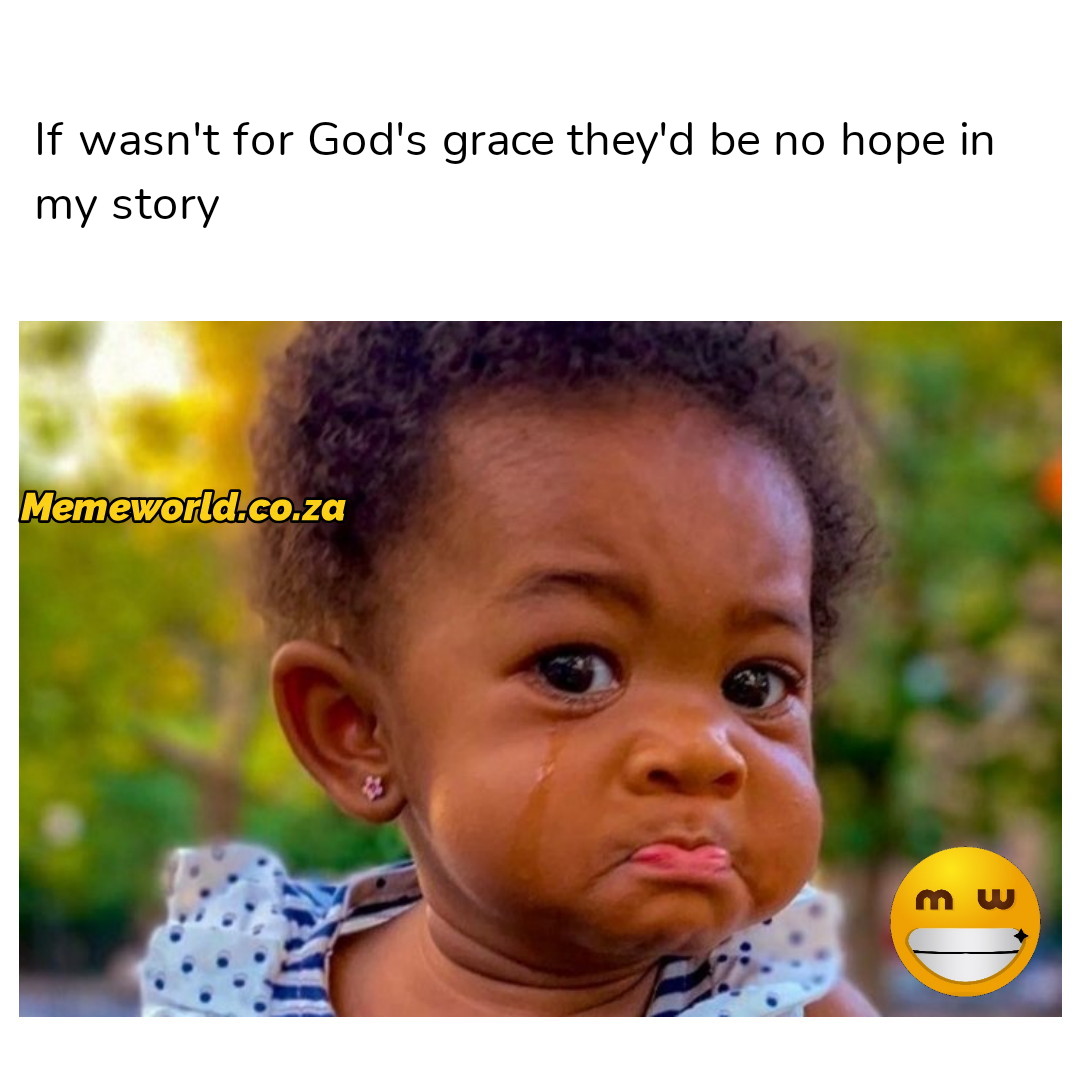 If wasn't for God's grace they'd be no hope in
my story
Memeworld.co.za
m w